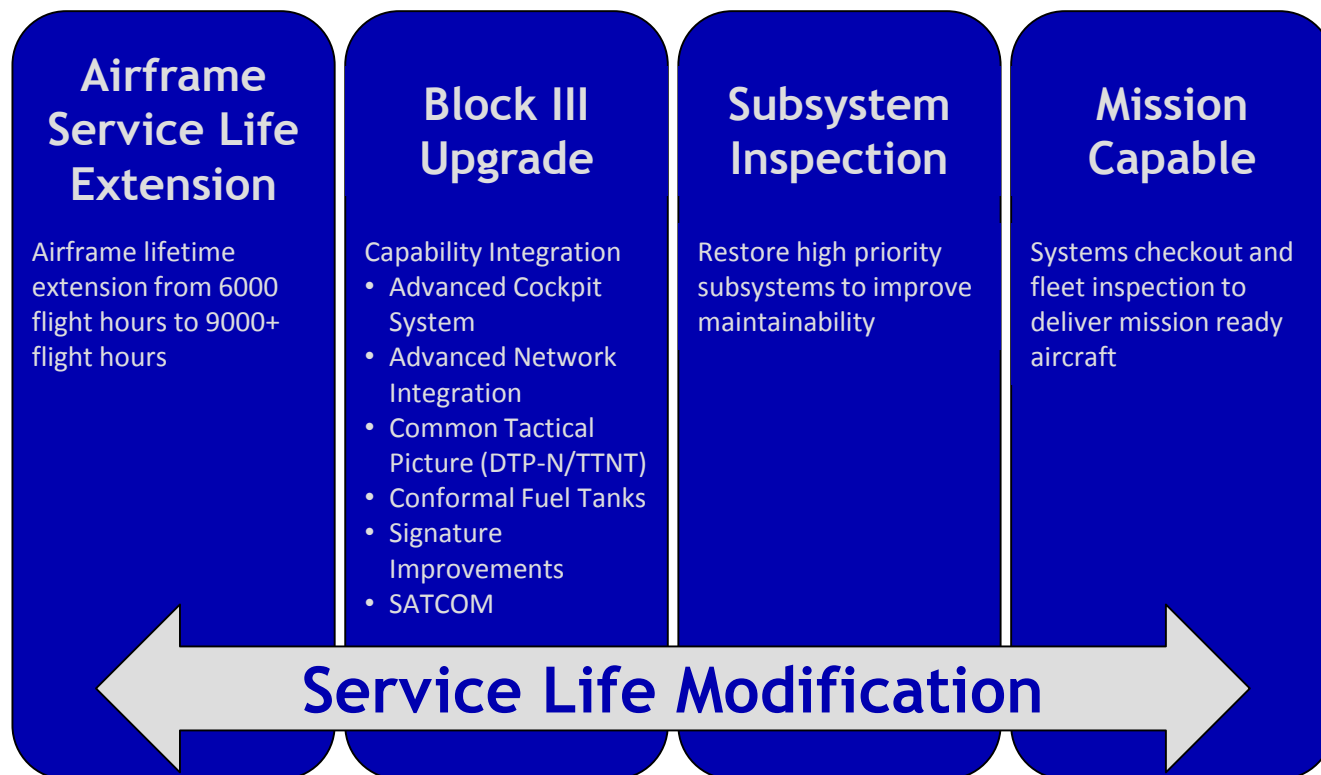 Airframe
Service Life
Extension
Airframe lifetime
extension from 6000
flight hours to 9000+
flight hours
Block III
Upgrade
Capability Integration
• Advanced Cockpit
System
• Advanced Network
Integration
• Common Tactical
Picture (DTP-N/TTNT)
• Conformal Fuel Tanks
• Signature
Improvements
• SATCOM
Subsystem
Inspection
Restore high priority
subsystems to improve
maintainability
Mission
Capable
Systems checkout and
fleet inspection to
deliver mission ready
aircraft
Service Life Modification